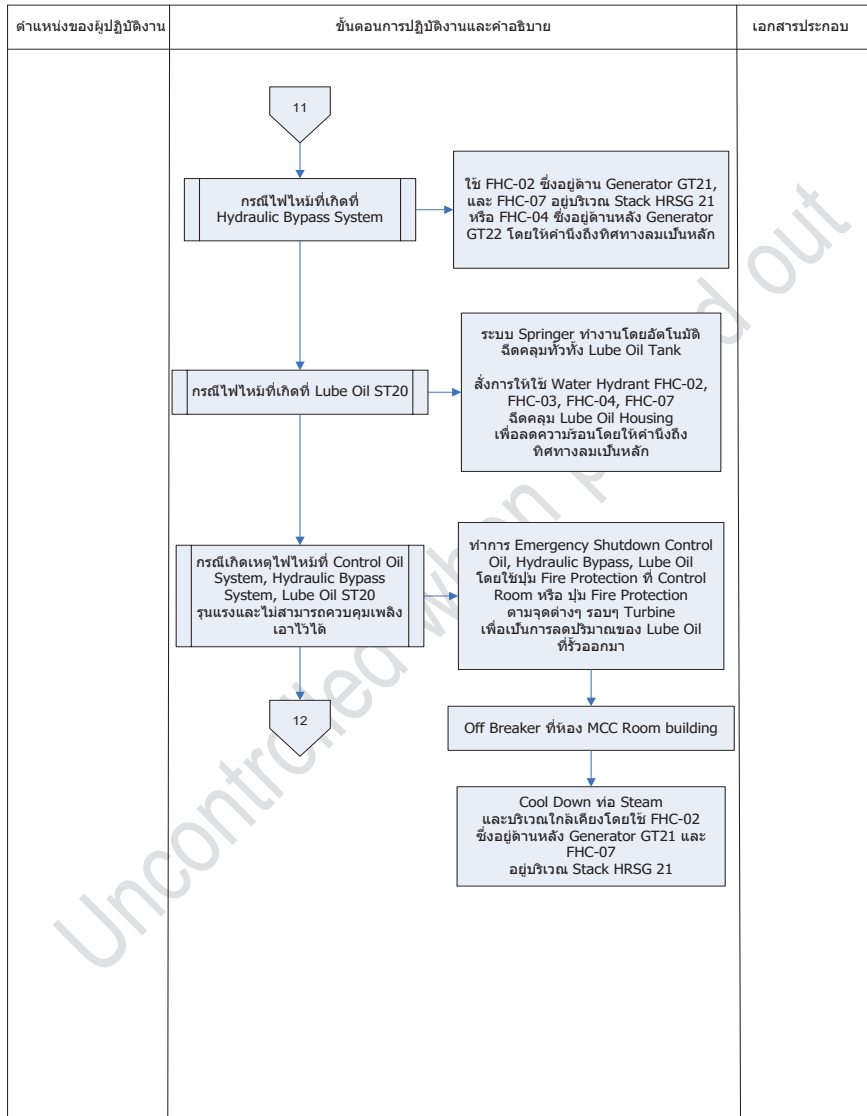 ตำแหน่งของผู้ปฏิบัติงาน
ขั้นตอนการปฏิบัติงานและคำอธิบาย
เอกสารประกอบ
11
กรณีไฟไหม้ที่เกิดที่
Hydraulic Bypass System
ใช้ FHC-02 ซึ่งอยู่ด้าน Generator GT21,
และ FHC-07 อยู่บริเวณ Stack HRSG 21
หรือ FHC-04 ซึ่งอยู่ด้านหลัง Generator
GT22 โดยให้คำนึงถึงทิศทางลมเป็นหลัก
กรณีไฟไหม้ที่เกิดที่ Lube Oil ST20
ระบบ Springer ทำงานโดยอัตโนมัติ
ฉีดคลุมทั่วทั้ง Lube Oil Tank
สั่งการให้ใช้ Water Hydrant FHC-02,
FHC-03, FHC-04, FHC-07
ฉีดคลุม Lube Oil Housing
เพื่อลดความร้อนโดยให้คำนึงถึง
ทิศทางลมเป็นหลัก
กรณีเกิดเหตุไฟไหม้ที่ Control Oil
System, Hydraulic Bypass
System, Lube Oil ST20
รุนแรงและไม่สามารถควบคุมเพลิง
เอาไว้ได้
ทำการ Emergency Shutdown Control
Oil, Hydraulic Bypass, Lube Oil
โดยใช้ปุ่ม Fire Protection ที่ Control
Room หรือ ปุ่ม Fire Protection
ตามจุดต่างๆ รอบๆ Turbine
เพื่อเป็นการลดปริมาณของ Lube Oil
ที่รั่วออกมา
12
Off Breaker ที่ห้อง MCC Room building
Cool Down ท่อ Steam
และบริเวณใกล้เคียงโดยใช้ FHC-02
ซึ่งอยู่ด้านหลัง Generator GT21 และ
FHC-07
อยู่บริเวณ Stack HRSG 21
Uncontrolled when p d out